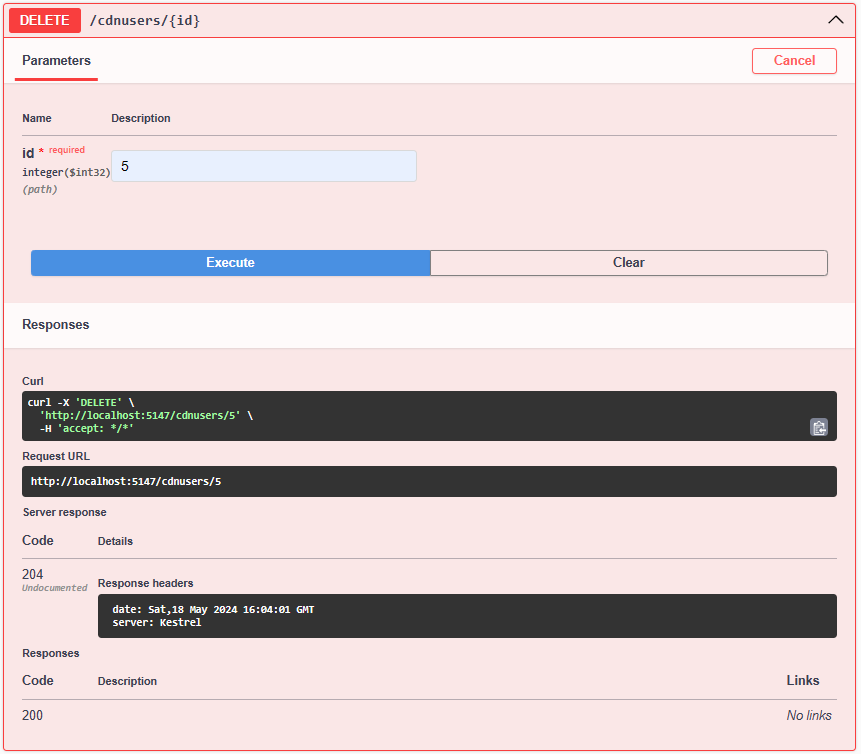 DELETE /cdnusers/{id}
Parameters Cancel
Name Description
id * required
integer($int32)
(path)
5
Execute Clear
Responses
Curl
curl -X 'DELETE' \
  'http://localhost:5147/cdnusers/5' \
  -H 'accept: */*'
Request URL
http://localhost:5147/cdnusers/5
Server response
Code Details
204
Undocumented
Response headers
date: Sat,18 May 2024 16:04:01 GMT
server: Kestrel
Responses
Code Description Links
200 No links